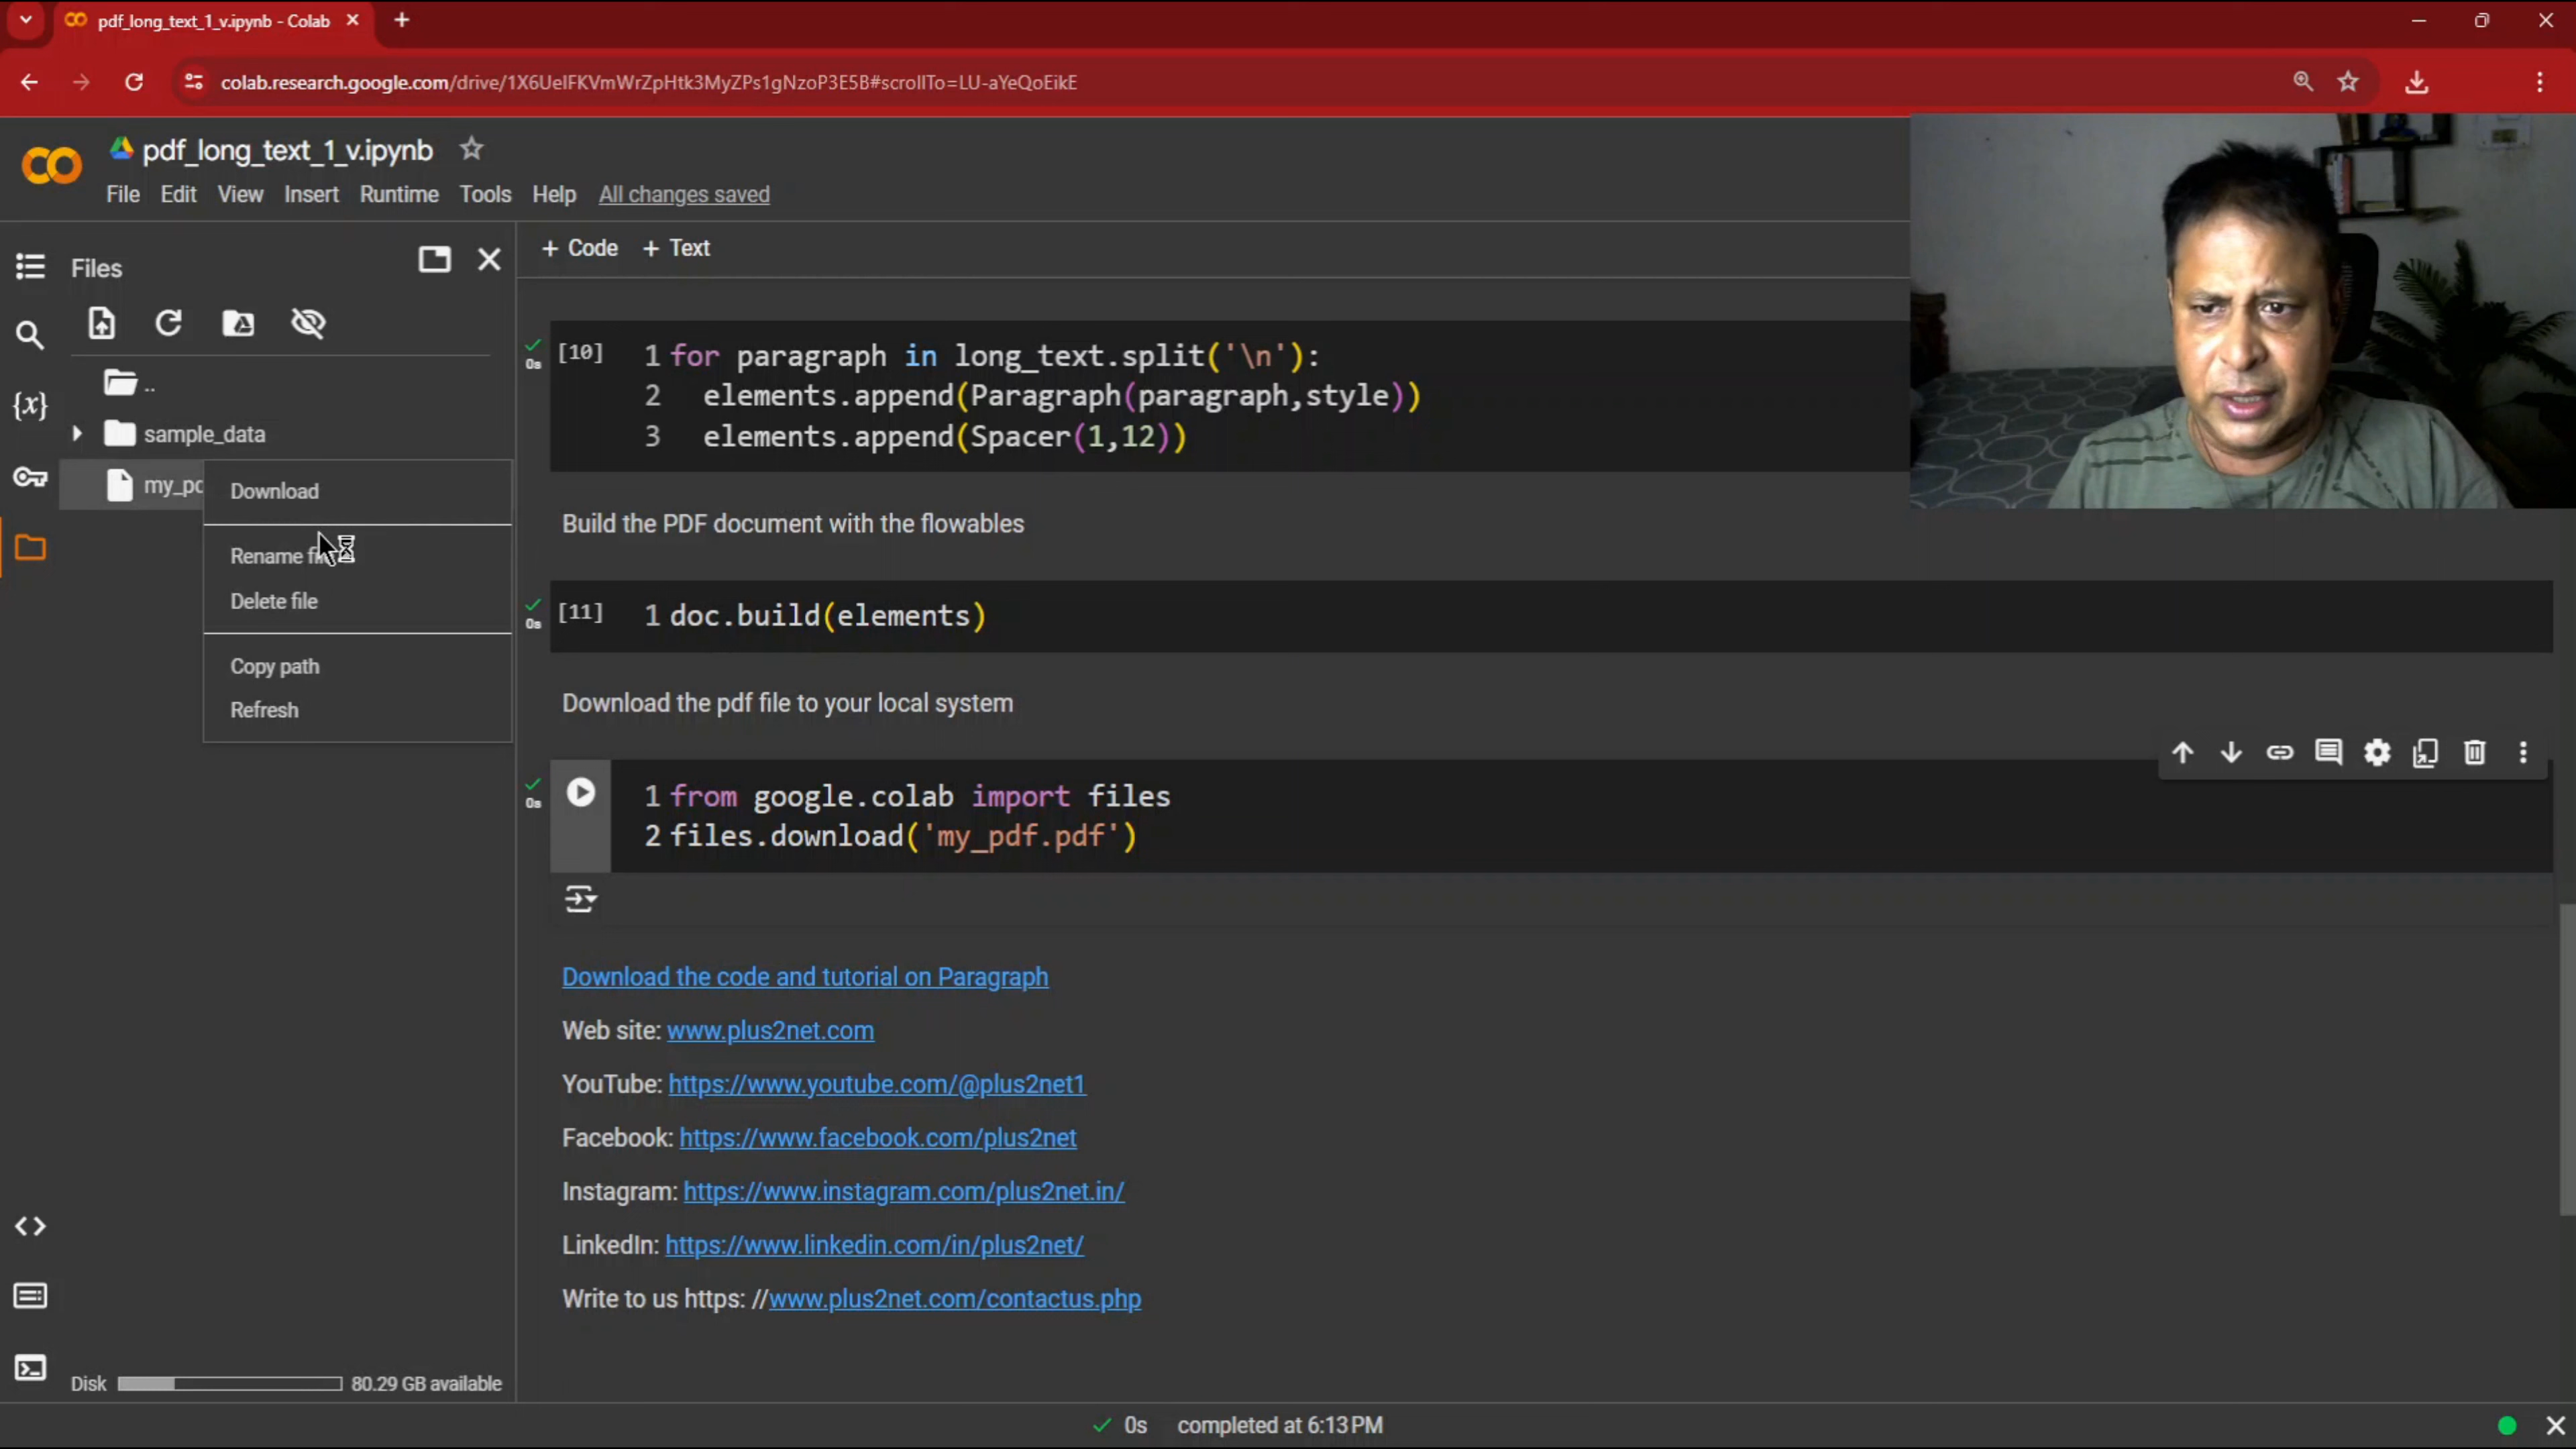 pdf_long_text_1_v.ipynb - Colab
colab.research.google.com/drive/1X6UeIFKVmWrZpHtk3MyZPs1gNzoP3E5B#scrollTo=LU-aYeQoEikE
pdf_long_text_1_v.ipynb
File Edit View Insert Runtime Tools Help All changes saved
Files
+ Code + Text
..
sample_data
my_pd
Download
Rename
Delete file
Copy path
Refresh
{x}
0s [10] 1 for paragraph in long_text.split('\n'):
2 elements.append(Paragraph(paragraph,style))
3 elements.append(Spacer(1,12))
Build the PDF document with the flowables
0s [11] 1 doc.build(elements)
Download the pdf file to your local system
0s 1 from google.colab import files
2 files.download('my_pdf.pdf')
Download the code and tutorial on Paragraph
Web site: www.plus2net.com
YouTube: https://www.youtube.com/@plus2net1
Facebook: https://www.facebook.com/plus2net
Instagram: https://www.instagram.com/plus2net.in/
LinkedIn: https://www.linkedin.com/in/plus2net/
Write to us https: //www.plus2net.com/contactus.php
Disk 80.29 GB available
0s completed at 6:13 PM